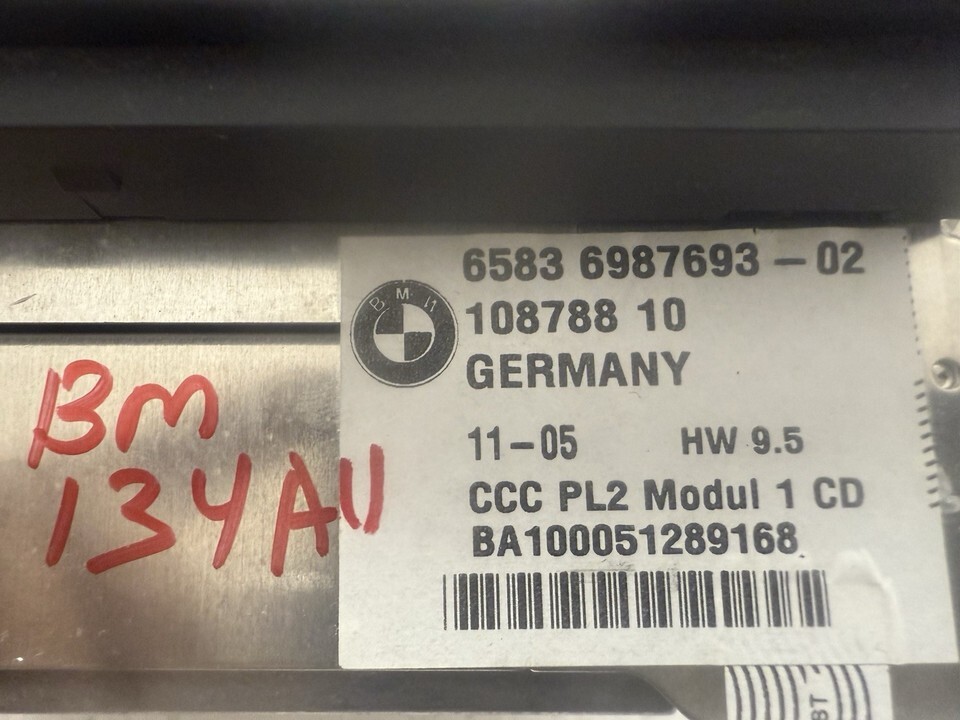 6583 6987693 – 02
108788 10
GERMANY
11 – 05 HW 9.5
CCC PL2 Modul 1 CD
BA100051289168
BM
134AU
BT